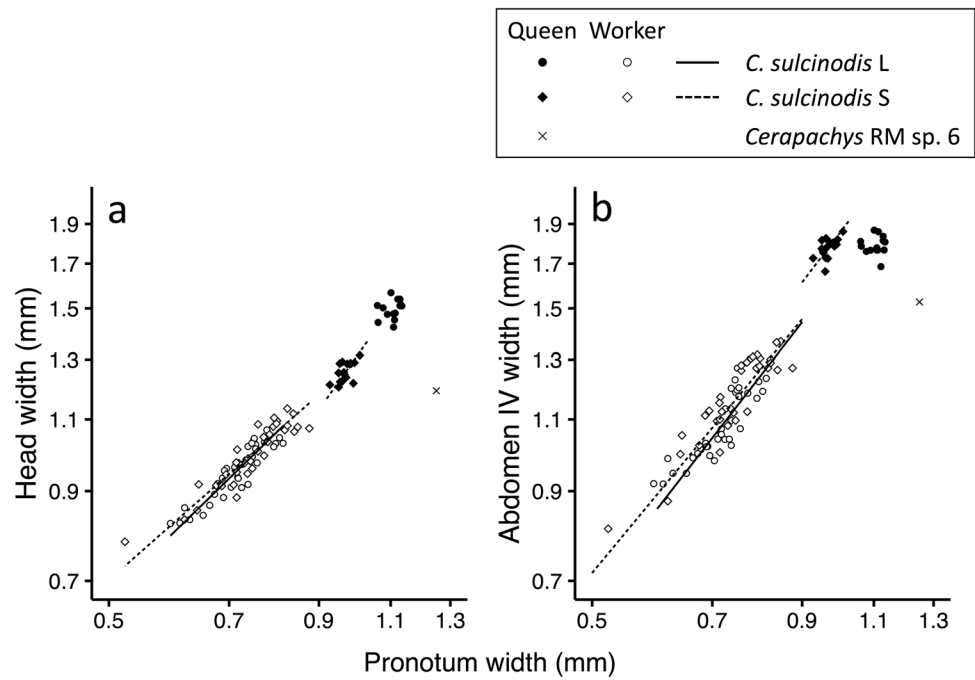 Queen Worker
C. sulcinodis L
C. sulcinodis S
Cerapachys RM sp. 6
a
Head width (mm)
1.9
1.7
1.5
1.3
1.1
0.9
0.7
0.5 0.7 0.9 1.1 1.3
b
Abdomen IV width (mm)
1.9
1.7
1.5
1.3
1.1
0.9
0.7
0.5 0.7 0.9 1.1 1.3
Pronotum width (mm)